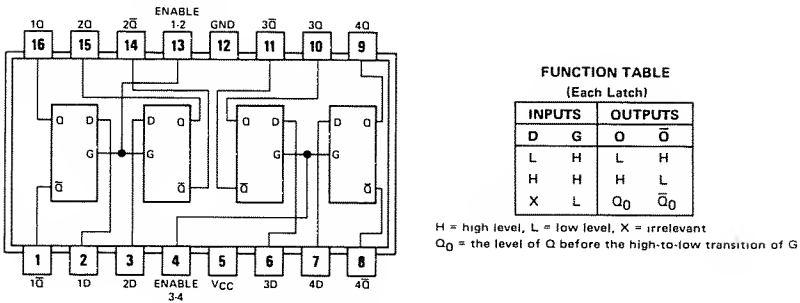 ENABLE
1Q 2Q 2Q̅ 1-2 GND 3Q̅ 3Q 4Q
16 15 14 13 12 11 10 9
Q D D Q Q D D Q
G G G G
Q̅ Q̅ Q̅ Q̅
1 2 3 4 5 6 7 8
1Q̅ 1D 2D ENABLE VCC 3D 4D 4Q̅
3-4
FUNCTION TABLE
(Each Latch)
INPUTS OUTPUTS
D G Q Q̅
L H L H
H H H L
X L Q0 Q̅0
H = high level, L = low level, X = irrelevant
Q0 = the level of Q before the high-to-low transition of G